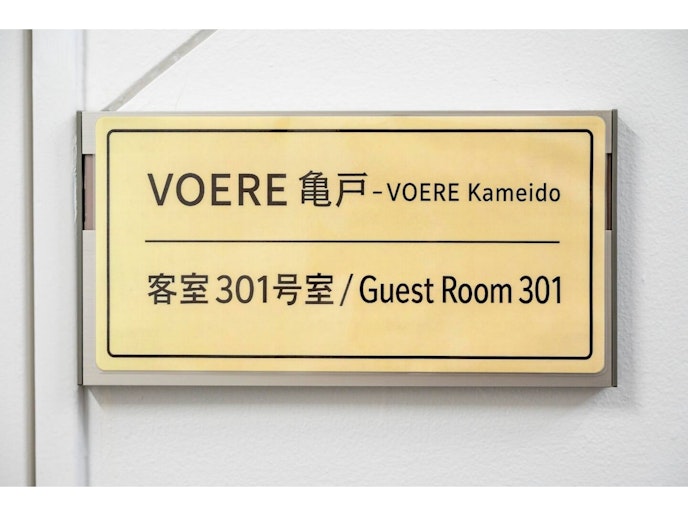 VOERE 亀戸 – VOERE Kameido
客室 301号室 / Guest Room 301